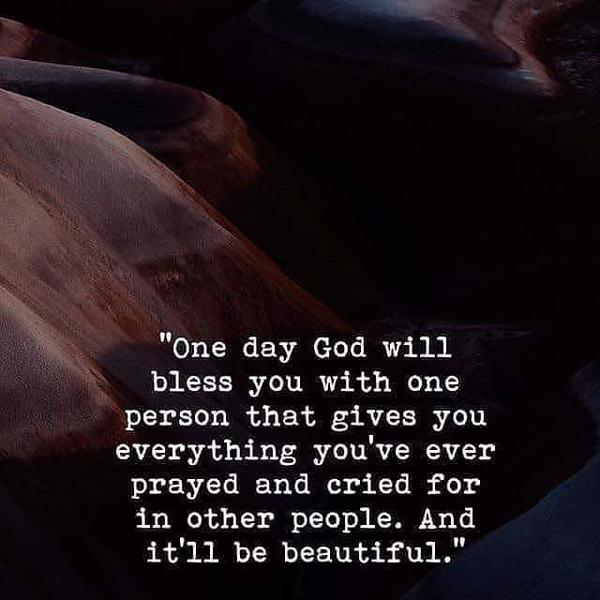 "One day God will
bless you with one
person that gives you
everything you've ever
prayed and cried for
in other people. And
it'll be beautiful."